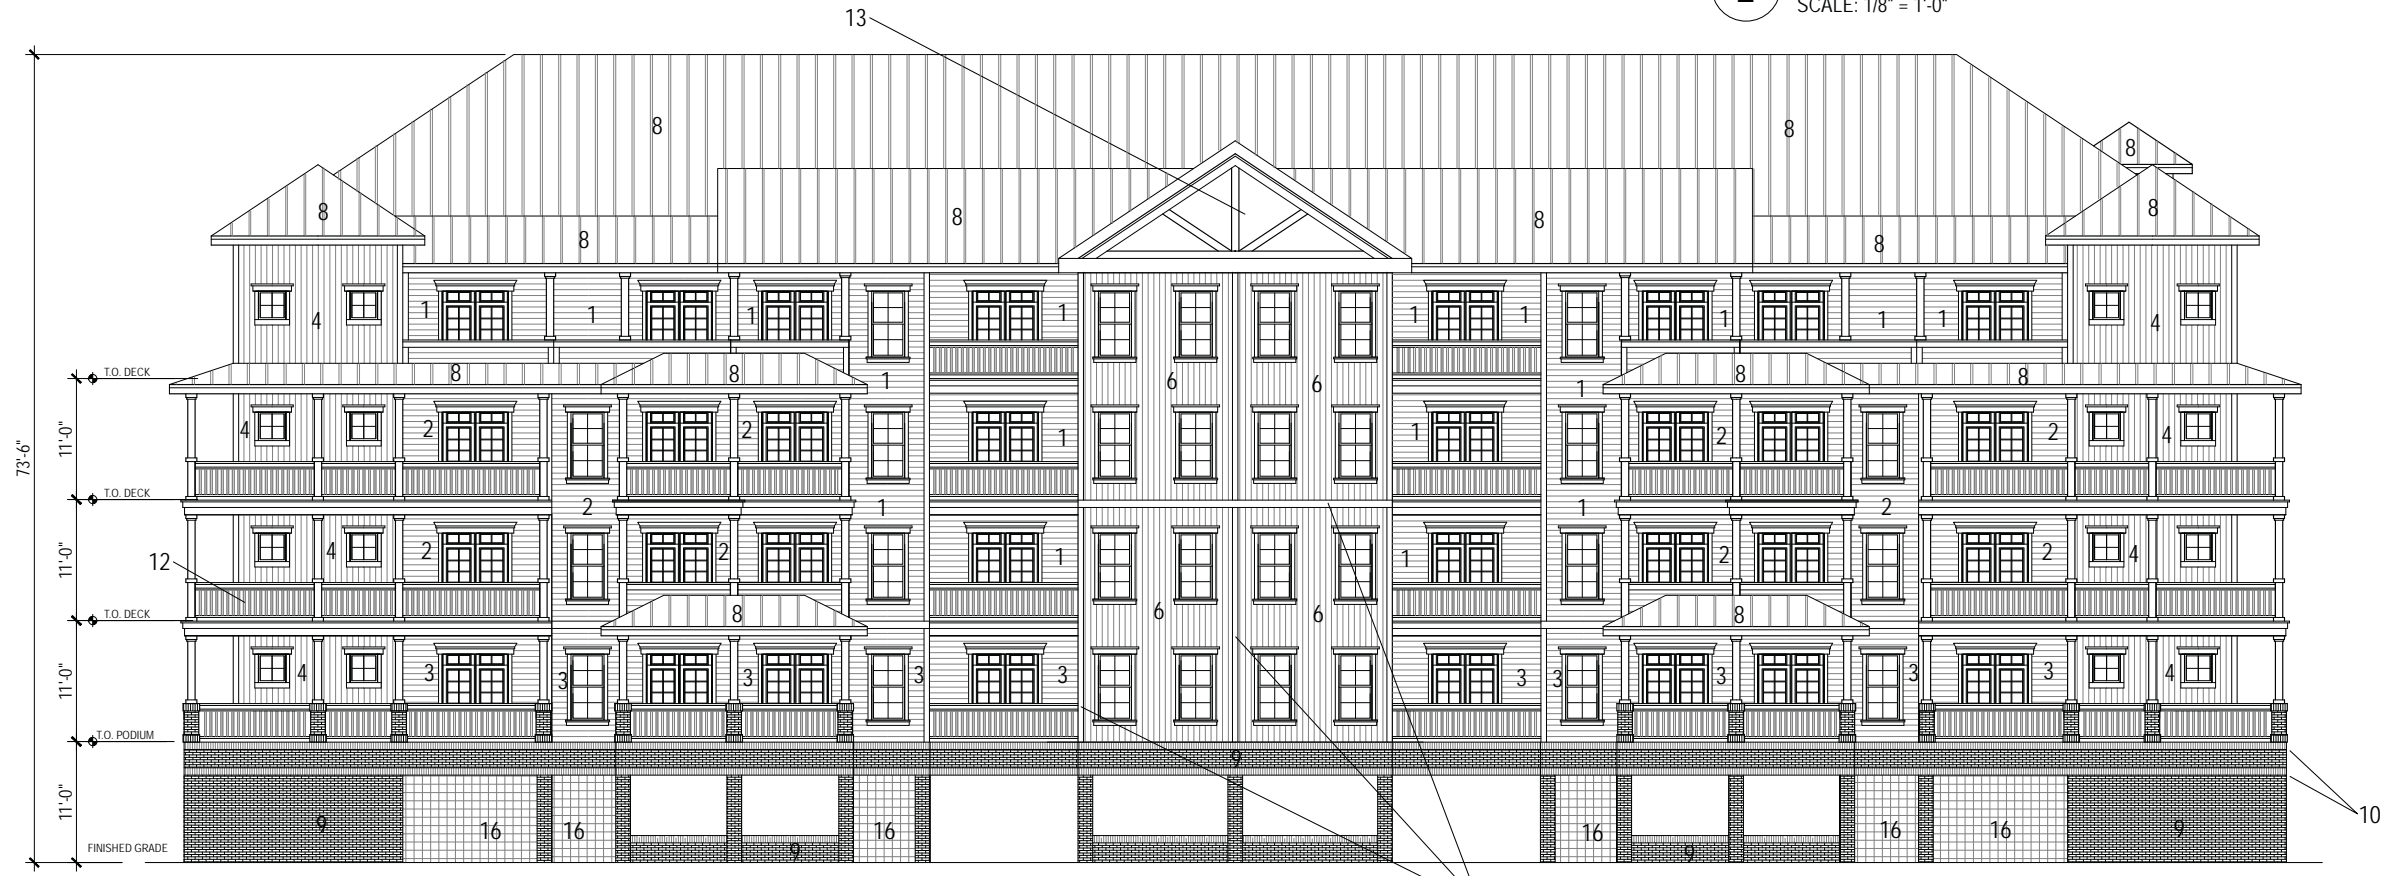 SCALE: 1/8" = 1'-0"
13
8 8
8
8 8
8 8
8 8
4 1 1 1 1 1 1 1 1 1 4
T.O. DECK
8 8 8 8
1 6 6 1
73'-6"
11'-0"
4 2 2 1 1 2 2 4
T.O. DECK
2 1 1 2
11'-0"
12
4 2 2 1 1 2 2 4
T.O. DECK
8 6 6 8
11'-0"
4 3 3 3 3 3 3 3 3 3 3 4
T.O. PODIUM
9
11'-0"
10
9 16 16 9 16 16 9 16 16 9
FINISHED GRADE